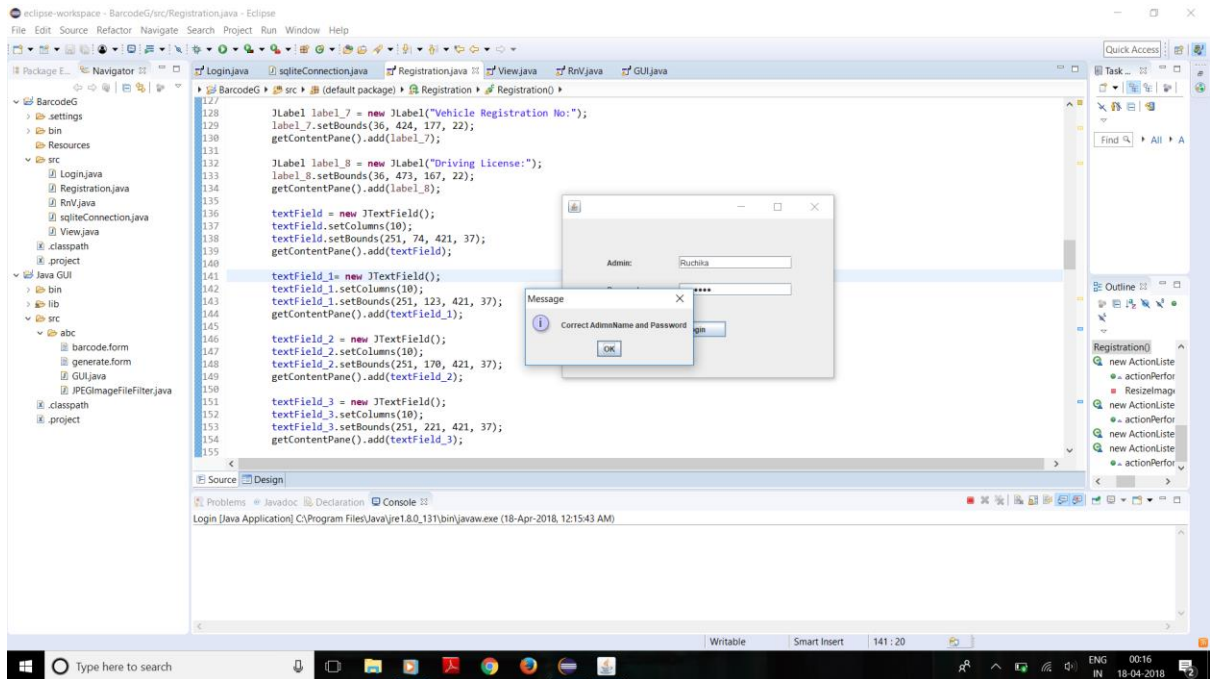 eclipse-workspace - BarcodeG/src/Registration.java - Eclipse
File Edit Source Refactor Navigate Search Project Run Window Help
Quick Access
Package E... Navigator
Login.java sqliteConnection.java Registration.java View.java RnV.java GUI.java
Task ...
BarcodeG src (default package) Registration Registration()
BarcodeG
.settings
bin
Resources
src
Login.java
Registration.java
RnV.java
sqliteConnection.java
View.java
.classpath
.project
Java GUI
bin
lib
src
abc
barcode.form
generate.form
GUI.java
JPEGImageFileFilter.java
.classpath
.project
127
128 JLabel label_7 = new JLabel("Vehicle Registration No:");
129 label_7.setBounds(36, 424, 177, 22);
130 getContentPane().add(label_7);
131
132 JLabel label_8 = new JLabel("Driving License:");
133 label_8.setBounds(36, 473, 167, 22);
134 getContentPane().add(label_8);
135
136 textField = new JTextField();
137 textField.setColumns(10);
138 textField.setBounds(251, 74, 421, 37);
139 getContentPane().add(textField);
140
141 textField_1= new JTextField();
142 textField_1.setColumns(10);
143 textField_1.setBounds(251, 123, 421, 37);
144 getContentPane().add(textField_1);
145
146 textField_2 = new JTextField();
147 textField_2.setColumns(10);
148 textField_2.setBounds(251, 170, 421, 37);
149 getContentPane().add(textField_2);
150
151 textField_3 = new JTextField();
152 textField_3.setColumns(10);
153 textField_3.setBounds(251, 221, 421, 37);
154 getContentPane().add(textField_3);
155
Admin: Ruchika
Message
Correct AdimnName and Password
OK
Find All A
Outline
Registration()
new ActionListe
actionPerfor
ResizeImage
new ActionListe
actionPerfor
new ActionListe
new ActionListe
actionPerfor
Source Design
Problems Javadoc Declaration Console
Login [Java Application] C:\Program Files\Java\jre1.8.0_131\bin\javaw.exe (18-Apr-2018, 12:15:43 AM)
Writable Smart Insert 141 : 20
Type here to search
ENG 00:16
IN 18-04-2018